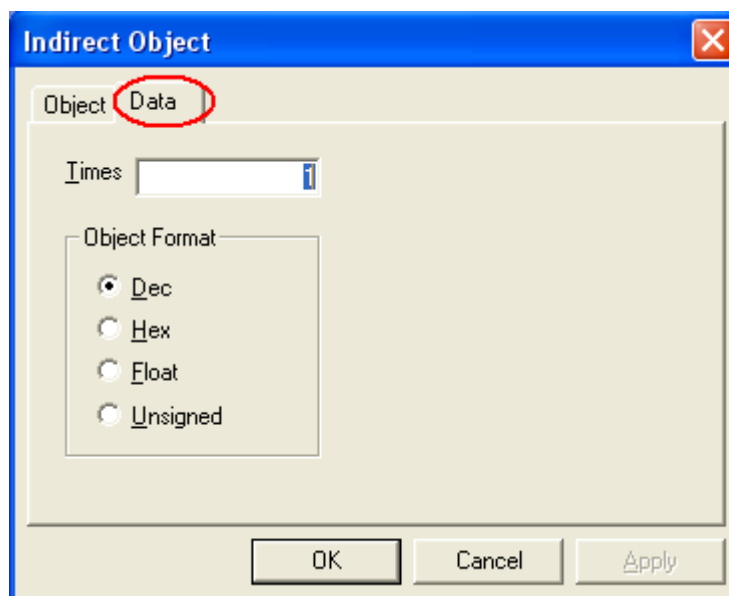 Indirect Object
Object Data
Times 1
Object Format
Dec
Hex
Float
Unsigned
OK Cancel Apply